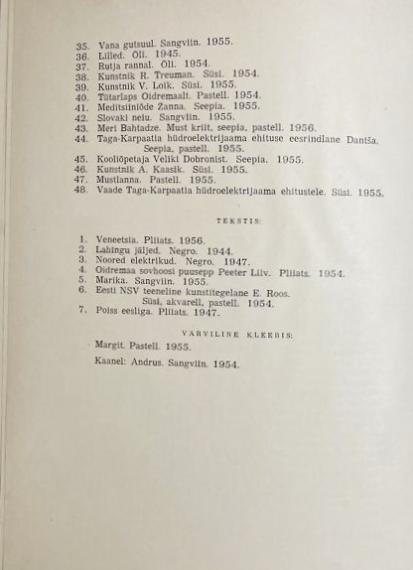 35. Vana gutsuul. Sangviin. 1955.
36. Lilled. Õli. 1945.
37. Rutja rannal. Õli. 1954.
38. Kunstnik R. Treuman. Süsi. 1954.
39. Kunstnik V. Loik. Süsi. 1955.
40. Tütarlaps Oidremaalt. Pastell. 1954.
41. Meditsiiniõde Žanna. Seepia. 1955.
42. Slovaki neiu. Sangviin. 1955.
43. Meri Bahtadze. Must kriit, seepia, pastell. 1956.
44. Taga-Karpaatia hüdroelektrijaama ehituse eesrindlane Dantša.
Seepia, pastell. 1955.
45. Kooliõpetaja Veliki Dobronist. Seepia. 1955.
46. Kunstnik A. Kaasik. Süsi. 1955.
47. Mustlanna. Pastell. 1955.
48. Vaade Taga-Karpaatia hüdroelektrijaama ehitustele. Süsi. 1955.
TEKSTIS:
1. Veneetsia. Pliiats. 1956.
2. Lahingu jäljed. Negro. 1944.
3. Noored elektrikud. Negro. 1947.
4. Oidremaa sovhoosi puusepp Peeter Liiv. Pliiats. 1954.
5. Marika. Sangviin. 1955.
6. Eesti NSV teeneline kunstitegelane E. Roos.
Süsi, akvarell, pastell. 1954.
7. Poiss eesliga. Pliiats. 1947.
VÄRVILINE KLEEBIS:
Margit. Pastell. 1955.
Kaanel: Andrus. Sangviin. 1954.